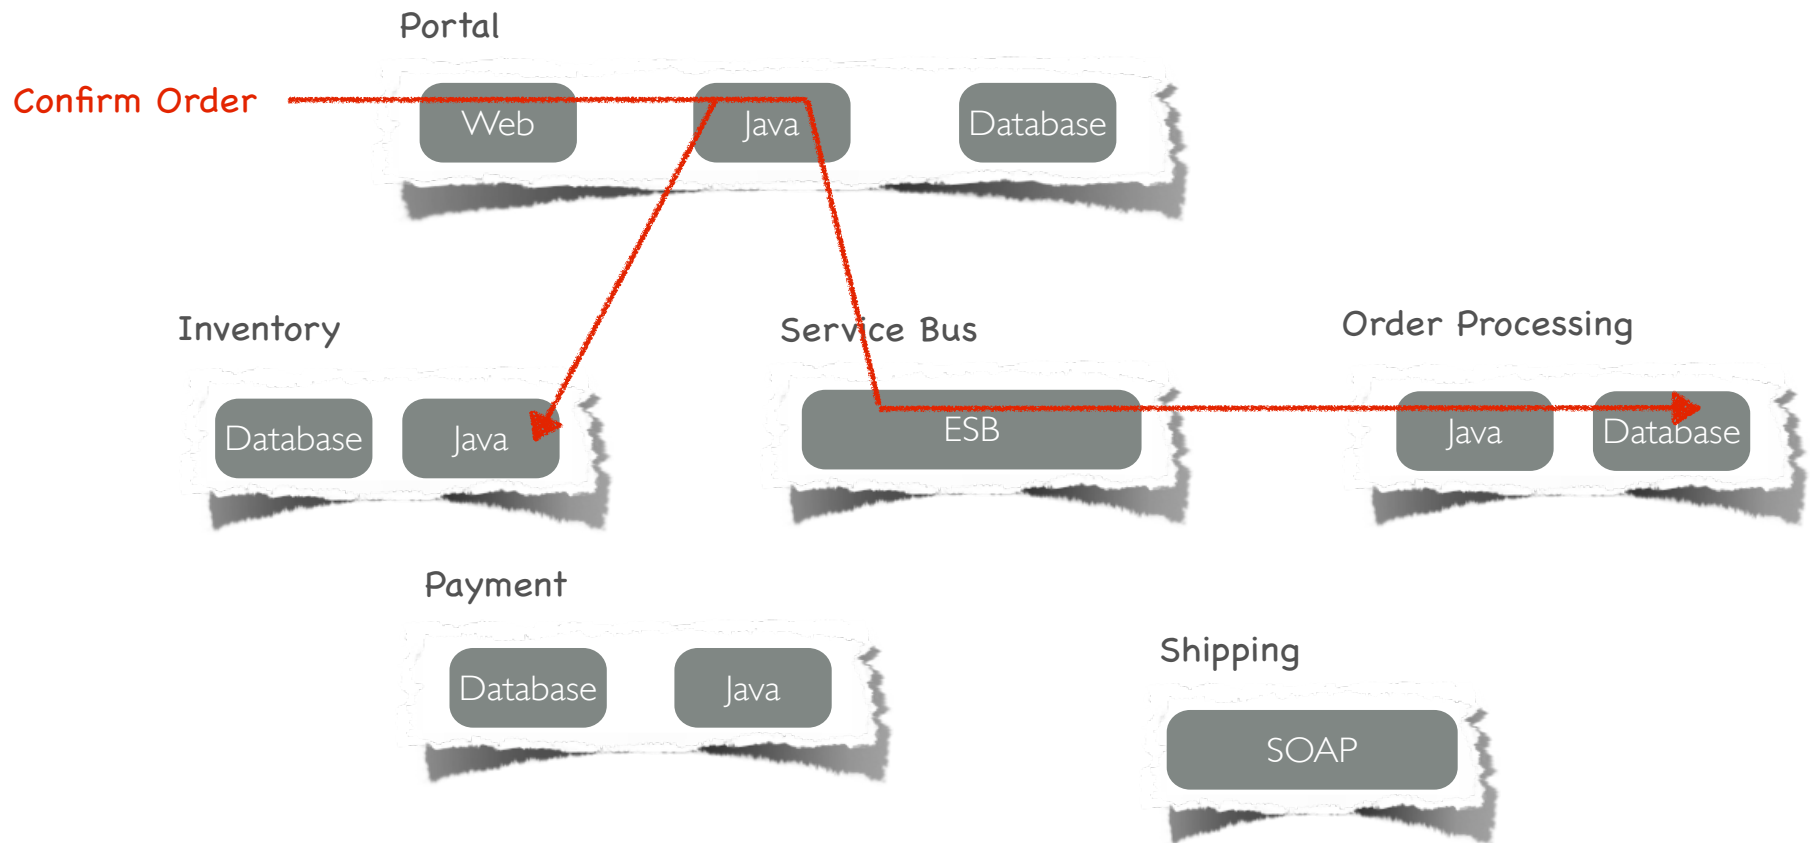 Portal
Confirm Order
Web
Java
Database
Inventory
Service Bus
Order Processing
Database
Java
ESB
Java
Database
Payment
Database
Java
Shipping
SOAP